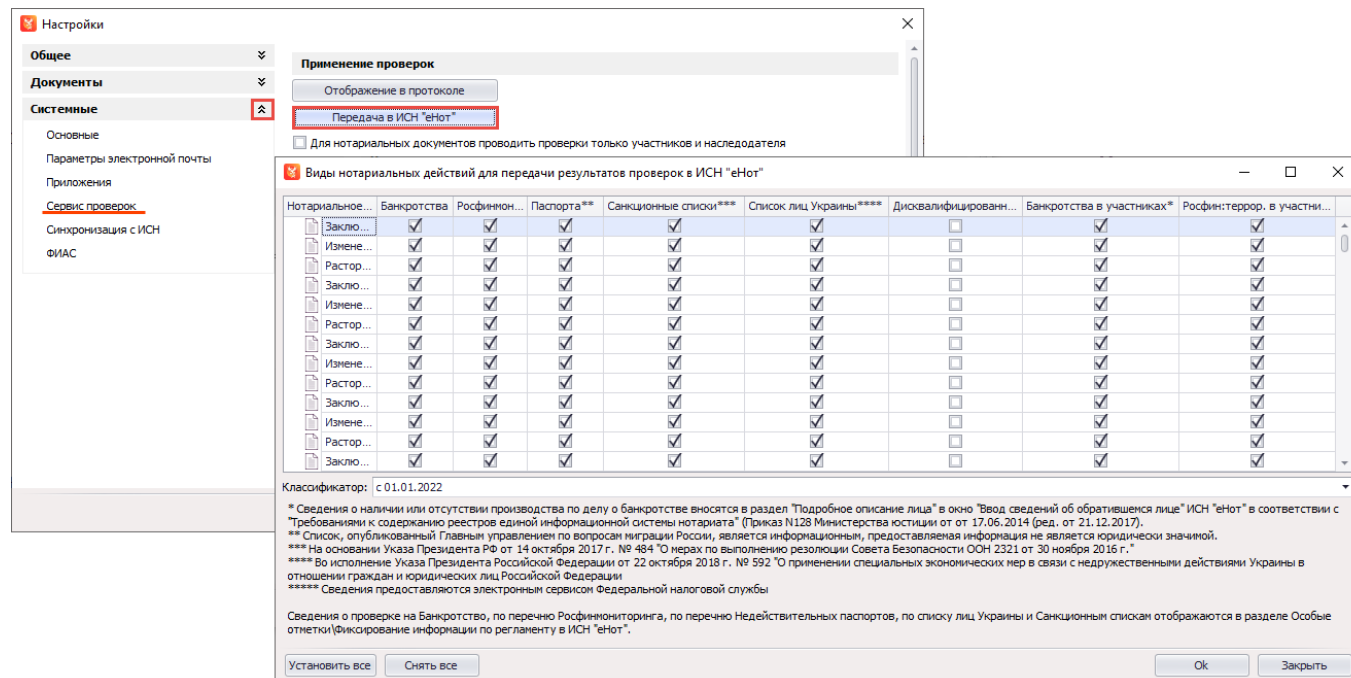 Настройки
Общее
Документы
Системные
Основные
Параметры электронной почты
Приложения
Сервис проверок
Синхронизация с ИСН
ФИАС
Применение проверок
Отображение в протоколе
Передача в ИСН "еНот"
Для нотариальных документов проводить проверки только участников и наследодателя
Виды нотариальных действий для передачи результатов проверок в ИСН "еНот"
Нотариальное... Банкротства Росфинмон... Паспорта** Санкционные списки*** Список лиц Украины**** Дисквалифицированн... Банкротства в участниках* Росфин:террор. в участни...
Заклю...
Измене...
Растор...
Заклю...
Измене...
Растор...
Заклю...
Измене...
Растор...
Заклю...
Измене...
Растор...
Заклю...
Классификатор: с 01.01.2022
* Сведения о наличии или отсутствии производства по делу о банкротстве вносятся в раздел "Подробное описание лица" в окно "Ввод сведений об обратившемся лице" ИСН "еНот" в соответствии с
"Требованиями к содержанию реестров единой информационной системы нотариата" (Приказ N128 Министерства юстиции от от 17.06.2014 (ред. от 21.12.2017).
** Список, опубликованный Главным управлением по вопросам миграции России, является информационным, предоставляемая информация не является юридически значимой.
*** На основании Указа Президента РФ от 14 октября 2017 г. № 484 "О мерах по выполнению резолюции Совета Безопасности ООН 2321 от 30 ноября 2016 г."
**** Во исполнение Указа Президента Российской Федерации от 22 октября 2018 г. № 592 "О применении специальных экономических мер в связи с недружественными действиями Украины в
отношении граждан и юридических лиц Российской Федерации
***** Сведения предоставляются электронным сервисом Федеральной налоговой службы
Сведения о проверке на Банкротство, по перечню Росфинмониторинга, по перечню Недействительных паспортов, по списку лиц Украины и Санкционным спискам отображаются в разделе Особые
отметки\Фиксирование информации по регламенту в ИСН "еНот".
Установить все Снять все Ok Закрыть